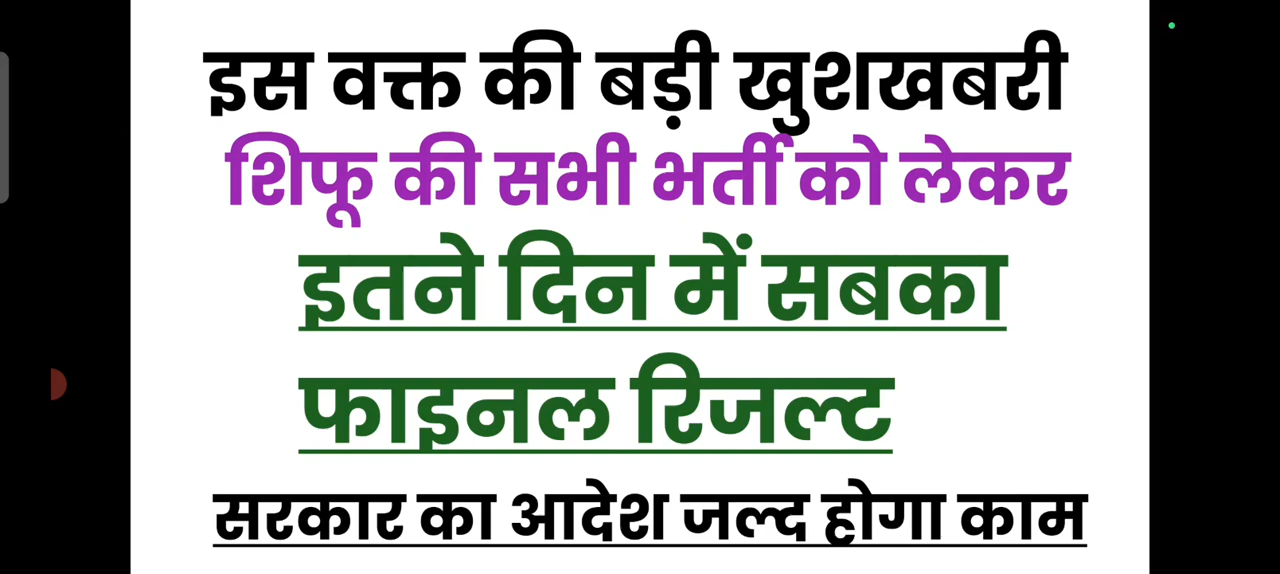 इस वक्त की बड़ी खुशखबरी
शिफू की सभी भर्ती को लेकर
इतने दिन में सबका
फाइनल रिजल्ट
सरकार का आदेश जल्द होगा काम